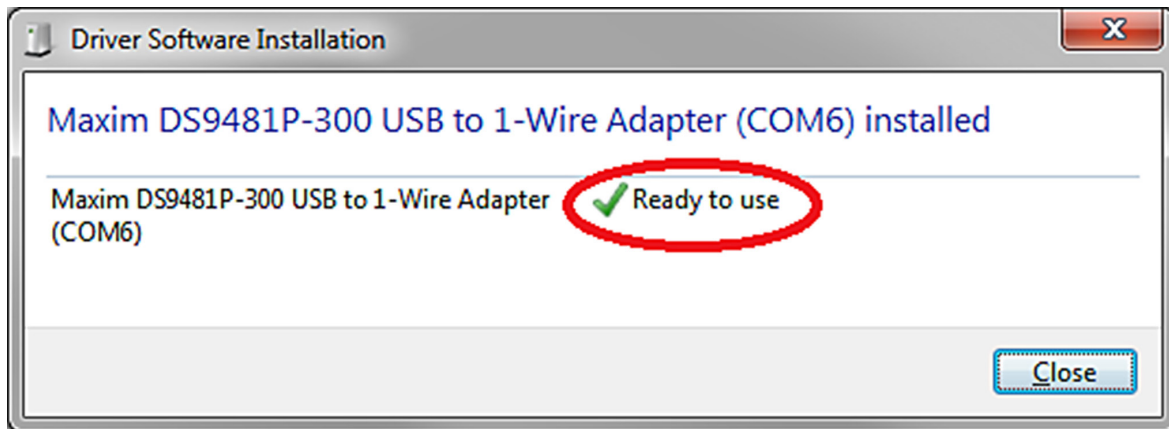 Driver Software Installation
Maxim DS9481P-300 USB to 1-Wire Adapter (COM6) installed
Maxim DS9481P-300 USB to 1-Wire Adapter
(COM6)
Ready to use
Close